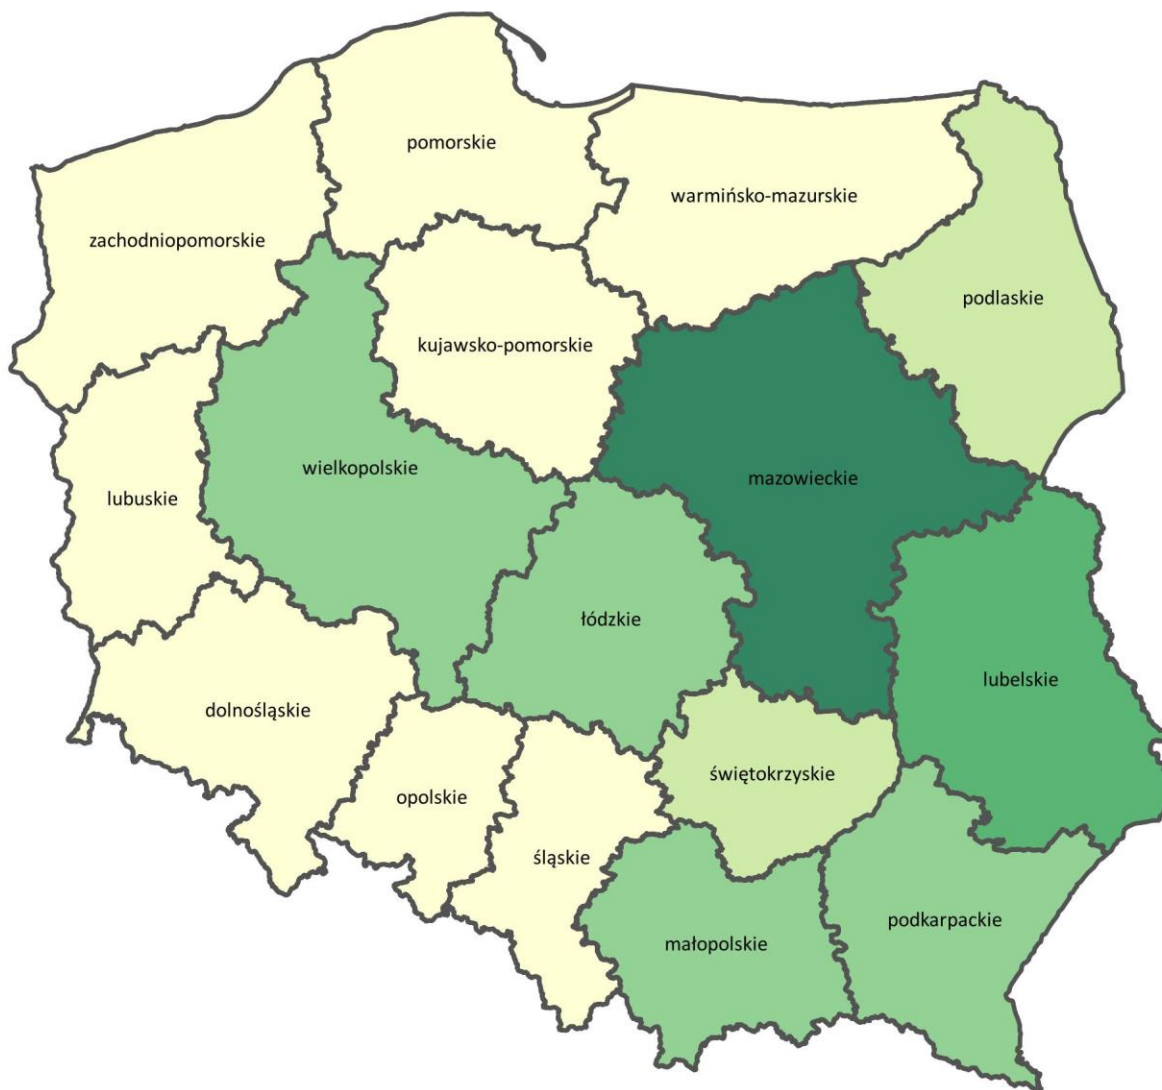 pomorskie
warmińsko-mazurskie
zachodniopomorskie
podlaskie
kujawsko-pomorskie
wielkopolskie
mazowieckie
lubuskie
łódzkie
lubelskie
dolnośląskie
świętokrzyskie
opolskie
śląskie
podkarpackie
małopolskie